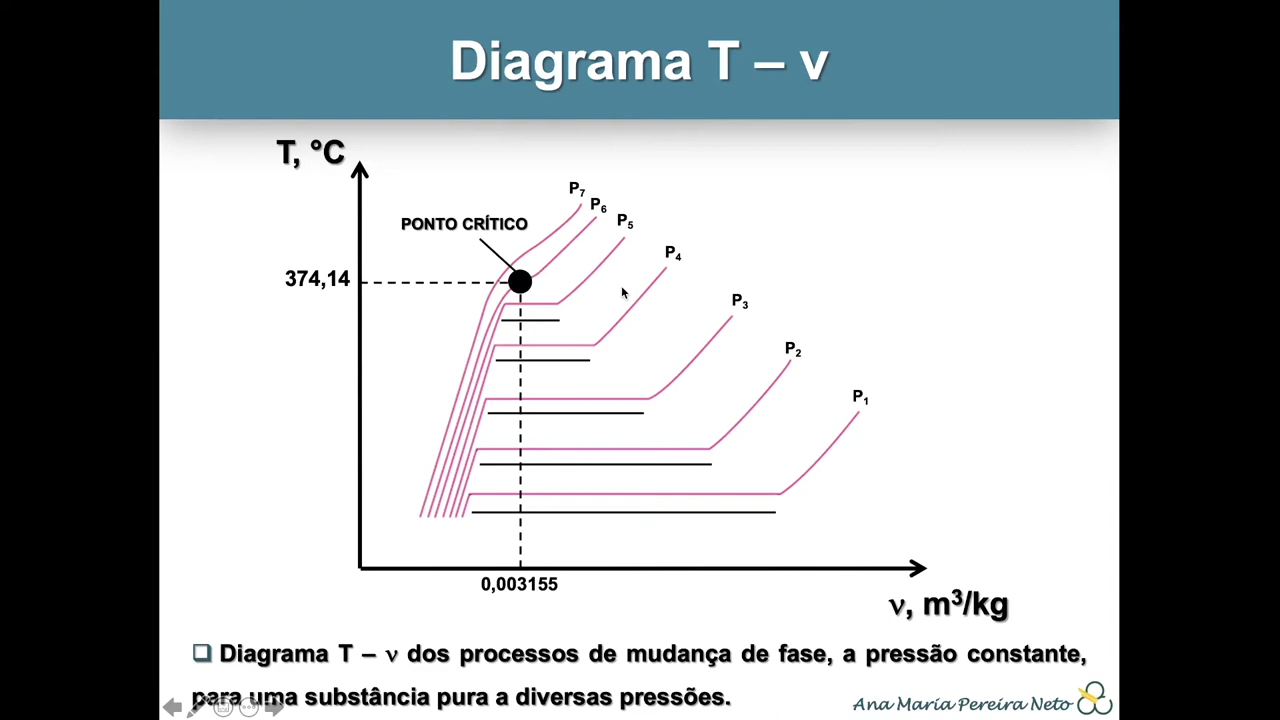 Diagrama T – v
T, °C
P₇
P₆
P₅
PONTO CRÍTICO
P₄
374,14
P₃
P₂
P₁
0,003155
ν, m³/kg
Diagrama T – ν dos processos de mudança de fase, a pressão constante,
para uma substância pura a diversas pressões.
Ana Maria Pereira Neto